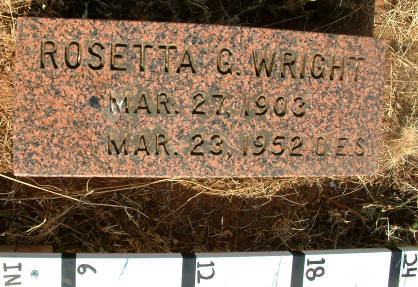 ROSETTA G. WRIGHT
MAR. 27, 1903
MAR. 23, 1952 O.E.S.
IN 6 12 18 24